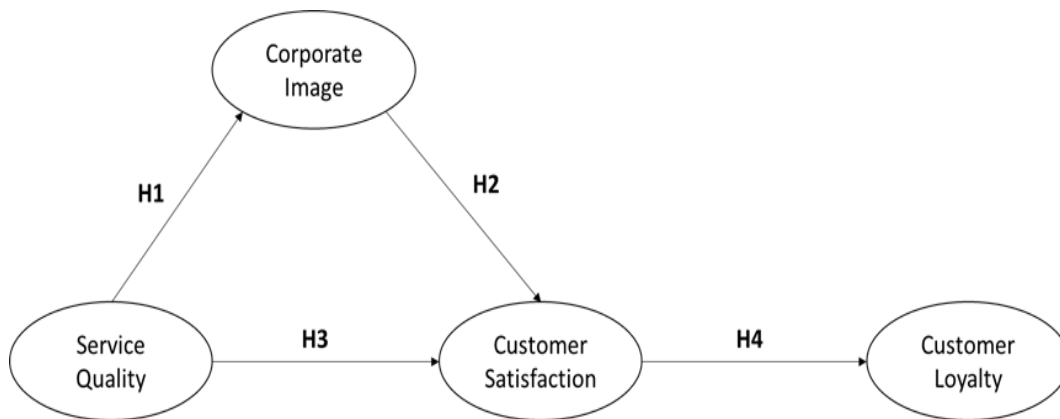 Corporate
Image
H1
H2
Service
Quality
H3
Customer
Satisfaction
H4
Customer
Loyalty